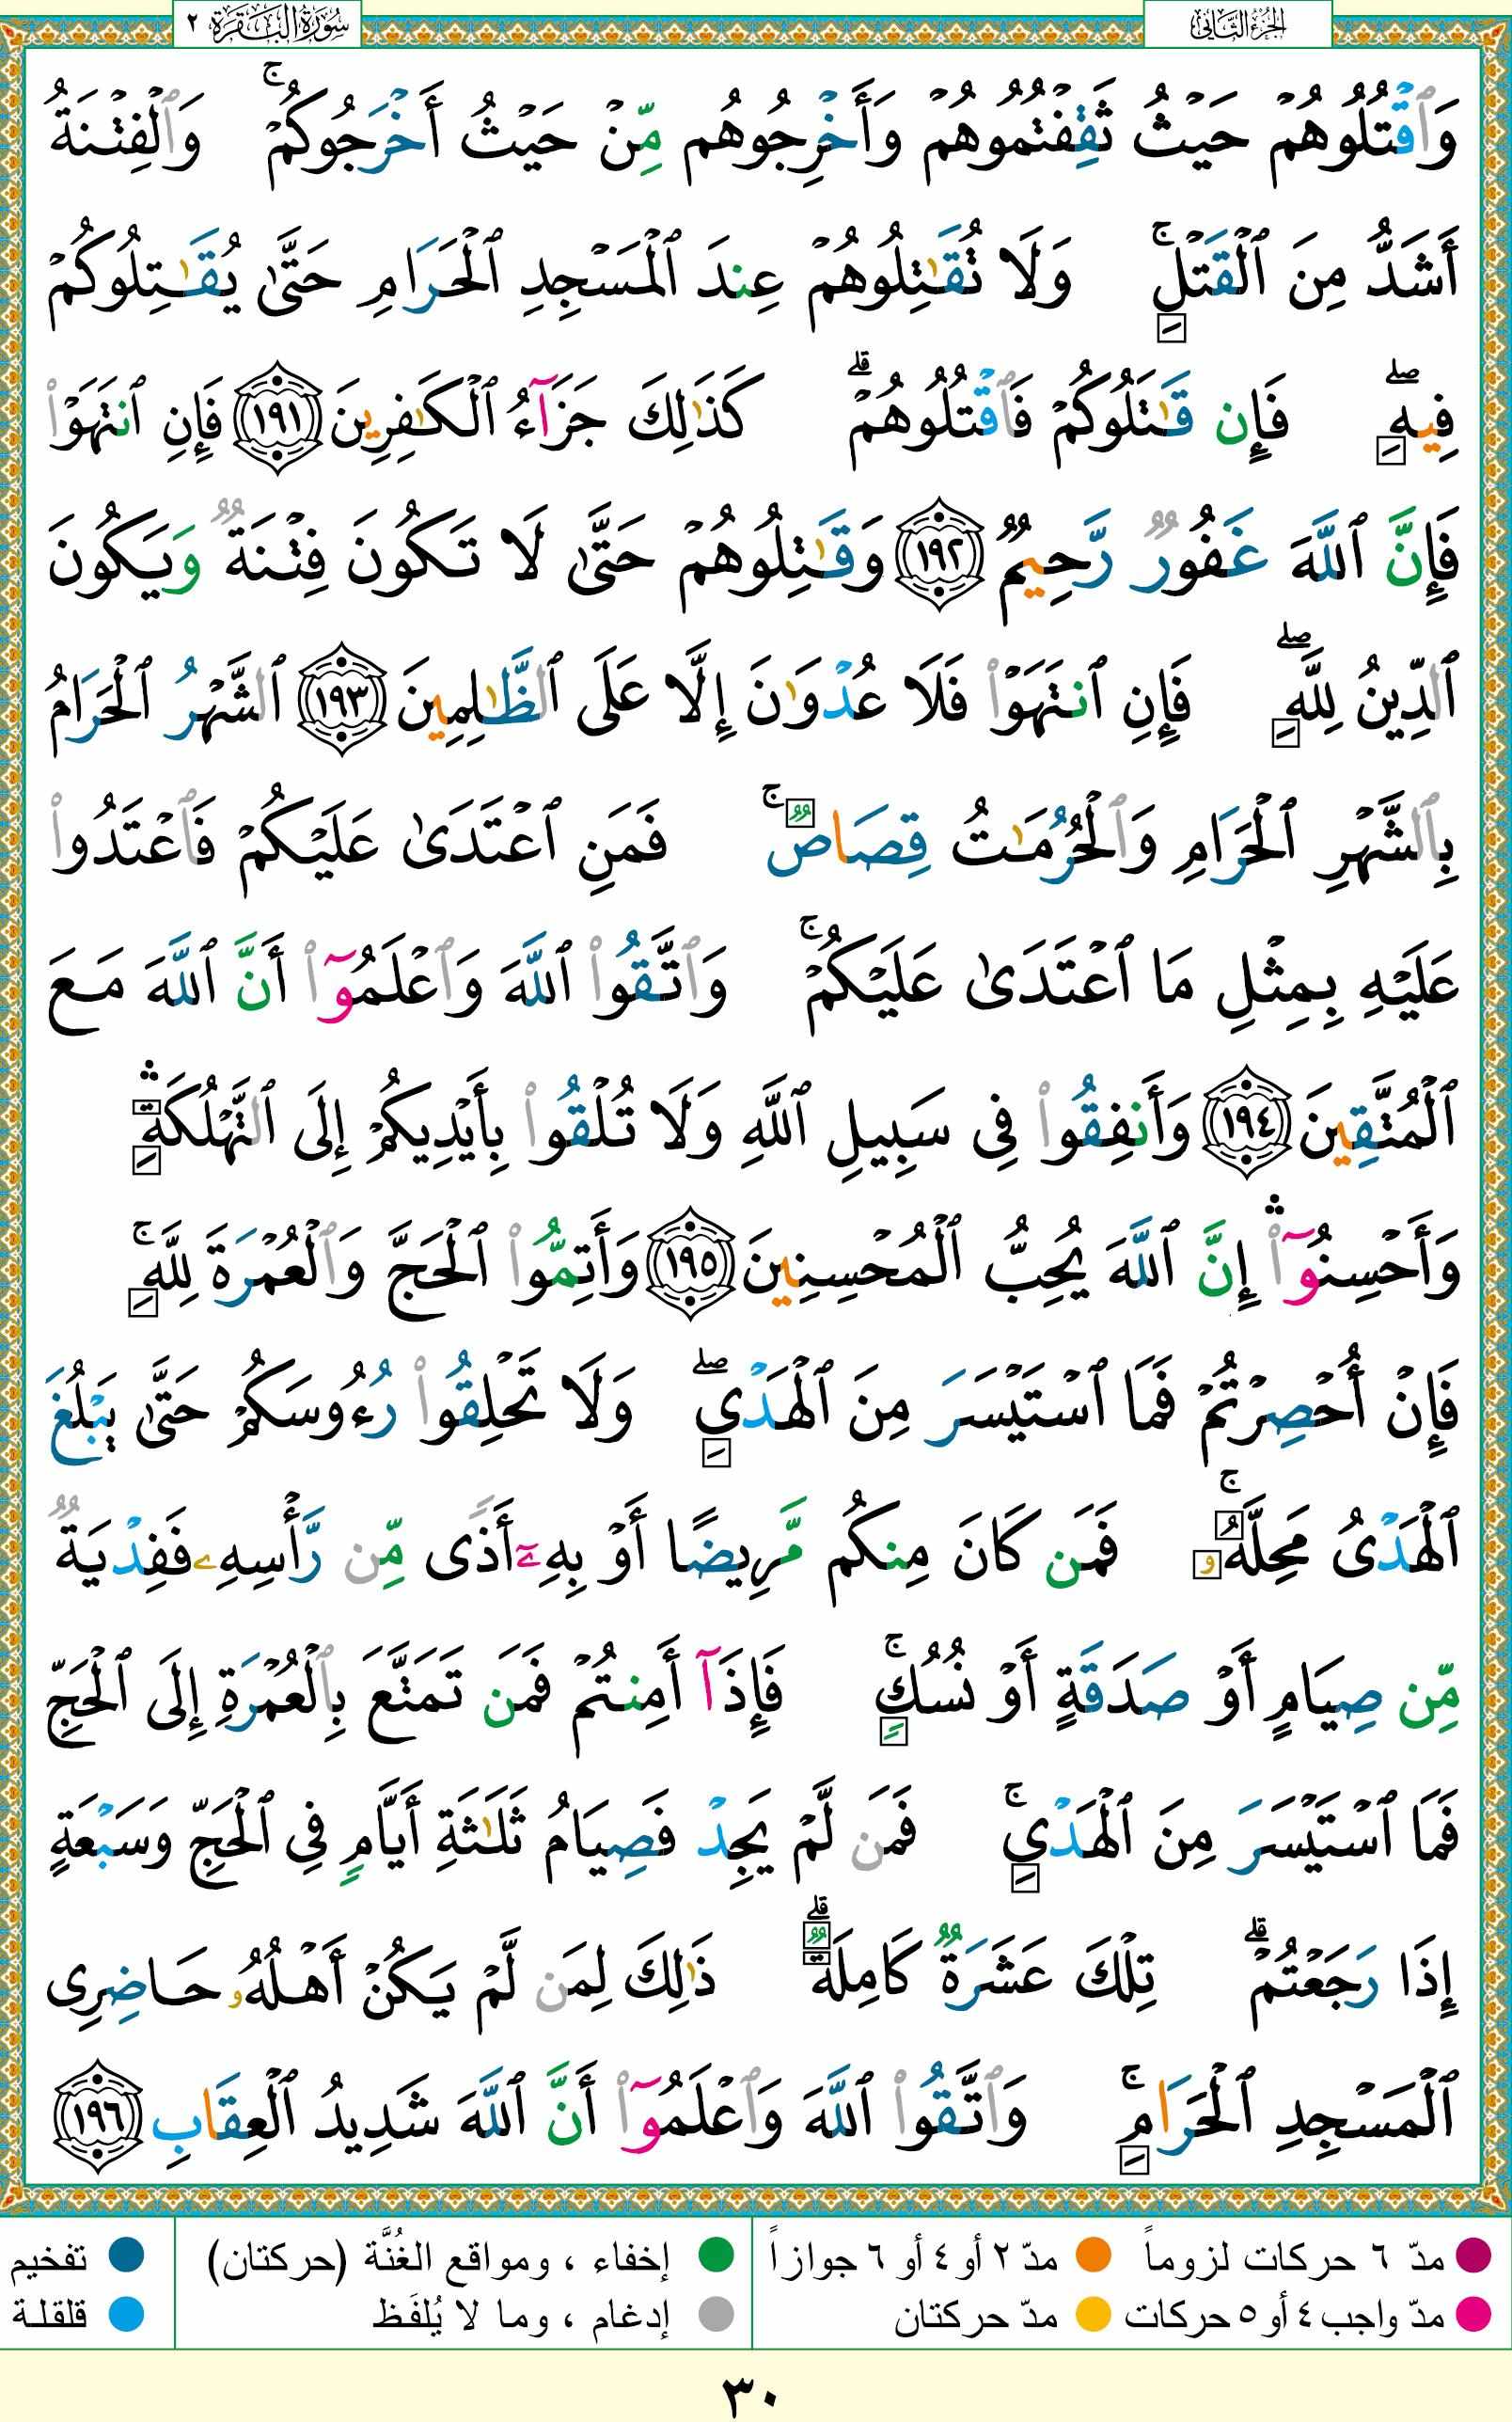 الجزء الثاني
سورة البقرة ٢
وَٱقْتُلُوهُمْ حَيْثُ ثَقِفْتُمُوهُمْ وَأَخْرِجُوهُم مِّنْ حَيْثُ أَخْرَجُوكُمْ ۚ وَٱلْفِتْنَةُ
أَشَدُّ مِنَ ٱلْقَتْلِ ۚ وَلَا تُقَٰتِلُوهُمْ عِندَ ٱلْمَسْجِدِ ٱلْحَرَامِ حَتَّىٰ يُقَٰتِلُوكُمْ
فِيهِ ۖ فَإِن قَٰتَلُوكُمْ فَٱقْتُلُوهُمْ ۗ كَذَٰلِكَ جَزَآءُ ٱلْكَٰفِرِينَ ١٩١ فَإِنِ ٱنتَهَوْا۟
فَإِنَّ ٱللَّهَ غَفُورٌ رَّحِيمٌ ١٩٢ وَقَٰتِلُوهُمْ حَتَّىٰ لَا تَكُونَ فِتْنَةٌ وَيَكُونَ
ٱلدِّينُ لِلَّهِ ۖ فَإِنِ ٱنتَهَوْا۟ فَلَا عُدْوَٰنَ إِلَّا عَلَى ٱلظَّٰلِمِينَ ١٩٣ ٱلشَّهْرُ ٱلْحَرَامُ
بِٱلشَّهْرِ ٱلْحَرَامِ وَٱلْحُرُمَٰتُ قِصَاصٌ ۚ فَمَنِ ٱعْتَدَىٰ عَلَيْكُمْ فَٱعْتَدُوا۟
عَلَيْهِ بِمِثْلِ مَا ٱعْتَدَىٰ عَلَيْكُمْ ۚ وَٱتَّقُوا۟ ٱللَّهَ وَٱعْلَمُوٓا۟ أَنَّ ٱللَّهَ مَعَ
ٱلْمُتَّقِينَ ١٩٤ وَأَنفِقُوا۟ فِى سَبِيلِ ٱللَّهِ وَلَا تُلْقُوا۟ بِأَيْدِيكُمْ إِلَى ٱلتَّهْلُكَةِ ۛ
وَأَحْسِنُوٓا۟ ۛ إِنَّ ٱللَّهَ يُحِبُّ ٱلْمُحْسِنِينَ ١٩٥ وَأَتِمُّوا۟ ٱلْحَجَّ وَٱلْعُمْرَةَ لِلَّهِ ۚ
فَإِنْ أُحْصِرْتُمْ فَمَا ٱسْتَيْسَرَ مِنَ ٱلْهَدْىِ ۖ وَلَا تَحْلِقُوا۟ رُءُوسَكُمْ حَتَّىٰ يَبْلُغَ
ٱلْهَدْىُ مَحِلَّهُۥ ۚ فَمَن كَانَ مِنكُم مَّرِيضًا أَوْ بِهِۦٓ أَذًى مِّن رَّأْسِهِۦ فَفِدْيَةٌ
مِّن صِيَامٍ أَوْ صَدَقَةٍ أَوْ نُسُكٍ ۚ فَإِذَآ أَمِنتُمْ فَمَن تَمَتَّعَ بِٱلْعُمْرَةِ إِلَى ٱلْحَجِّ
فَمَا ٱسْتَيْسَرَ مِنَ ٱلْهَدْىِ ۚ فَمَن لَّمْ يَجِدْ فَصِيَامُ ثَلَٰثَةِ أَيَّامٍ فِى ٱلْحَجِّ وَسَبْعَةٍ
إِذَا رَجَعْتُمْ ۗ تِلْكَ عَشَرَةٌ كَامِلَةٌ ۗ ذَٰلِكَ لِمَن لَّمْ يَكُنْ أَهْلُهُۥ حَاضِرِى
ٱلْمَسْجِدِ ٱلْحَرَامِ ۚ وَٱتَّقُوا۟ ٱللَّهَ وَٱعْلَمُوٓا۟ أَنَّ ٱللَّهَ شَدِيدُ ٱلْعِقَابِ ١٩٦
مدّ ٦ حركات لزوماً
مدّ ٢ أو ٤ أو ٦ جوازاً
إخفاء ، ومواقع الغُنَّة (حركتان)
تفخيم
مدّ واجب ٤ أو ٥ حركات
مدّ حركتان
إدغام ، وما لا يُلفَظ
قلقلة
٣٠